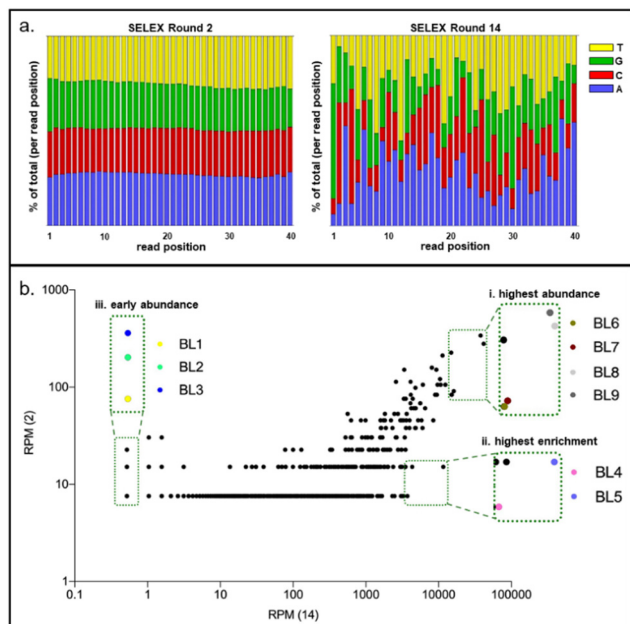 a.
SELEX Round 2
SELEX Round 14
T
G
C
A
% of total (per read position)
1 10 20 30 40
read position
% of total (per read position)
1 10 20 30 40
read position
b.
1000
100
10
1
RPM (2)
0.1 1 10 100 1000 10000 100000
RPM (14)
iii. early abundance
BL1
BL2
BL3
i. highest abundance
BL6
BL7
BL8
BL9
ii. highest enrichment
BL4
BL5